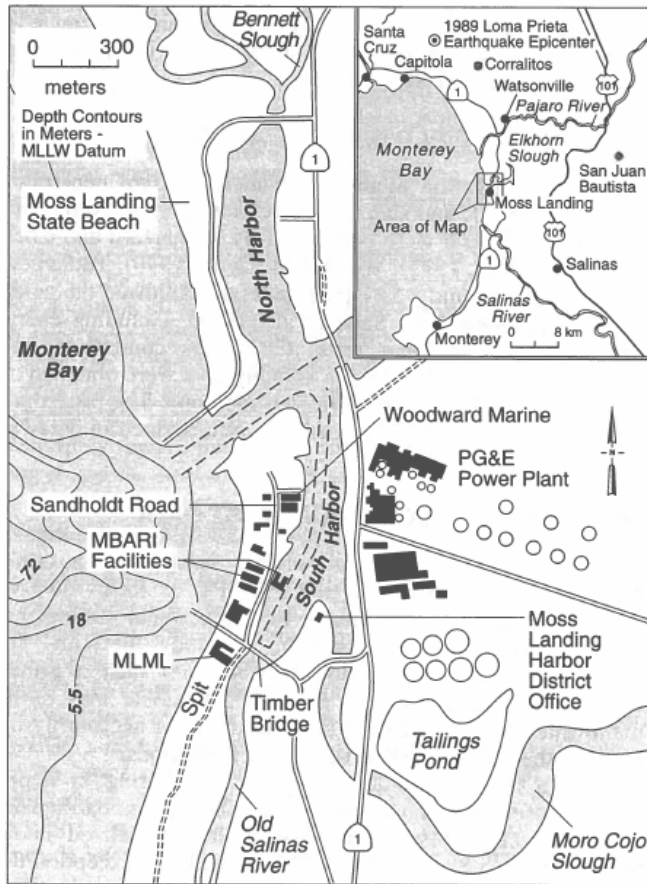 Bennett
Slough
0 300
meters
Depth Contours
in Meters -
MLLW Datum
Moss Landing
State Beach
1
North Harbor
Monterey
Bay
Woodward Marine
PG&E
Power Plant
N
Sandholdt Road
MBARI
Facilities
South Harbor
72
18
5.5
MLML
Spit
Timber
Bridge
Moss
Landing
Harbor
District
Office
Tailings
Pond
Old
Salinas
River
1
Moro Cojo
Slough
1989 Loma Prieta
Earthquake Epicenter
Santa
Cruz
Capitola
Corralitos
1
101
Watsonville
Pajaro River
Monterey
Bay
Elkhorn
Slough
San Juan
Bautista
Moss Landing
Area of Map
101
1
Salinas
Salinas
River
Monterey
0 8 km